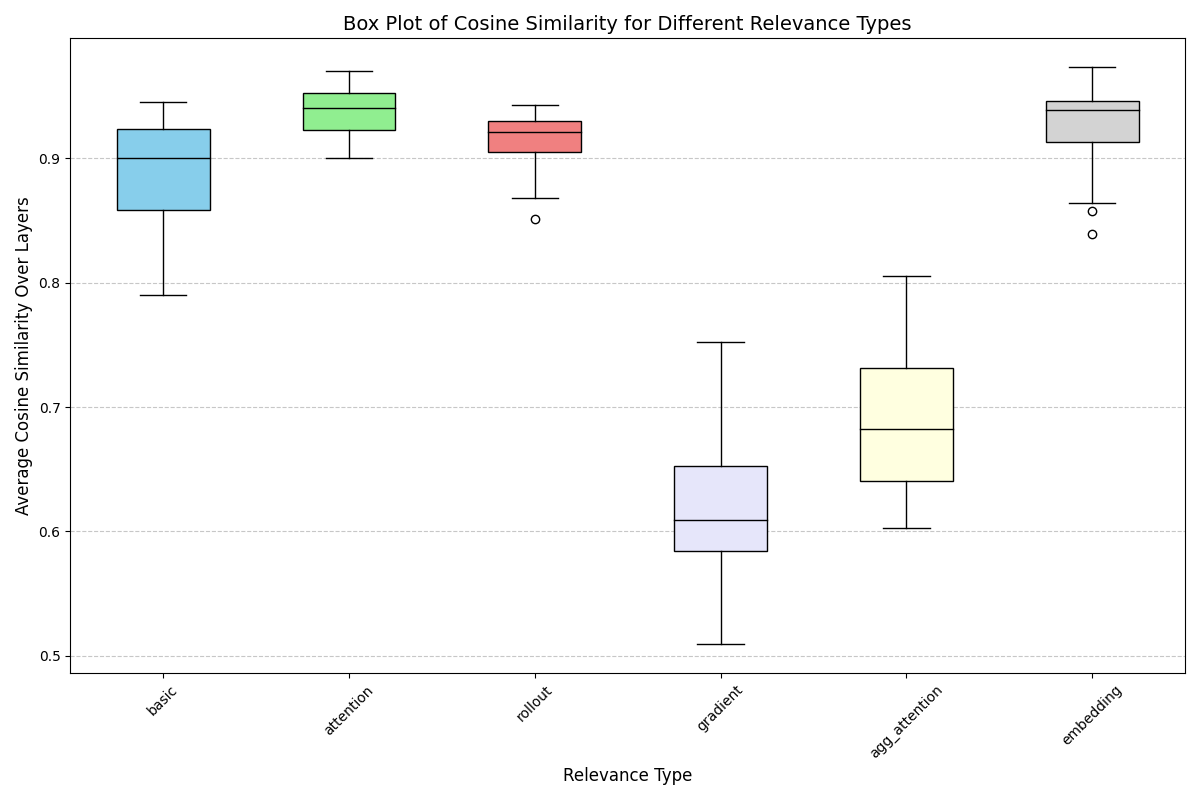 Box Plot of Cosine Similarity for Different Relevance Types
Average Cosine Similarity Over Layers
0.9
0.8
0.7
0.6
0.5
basic
attention
rollout
gradient
agg_attention
embedding
Relevance Type